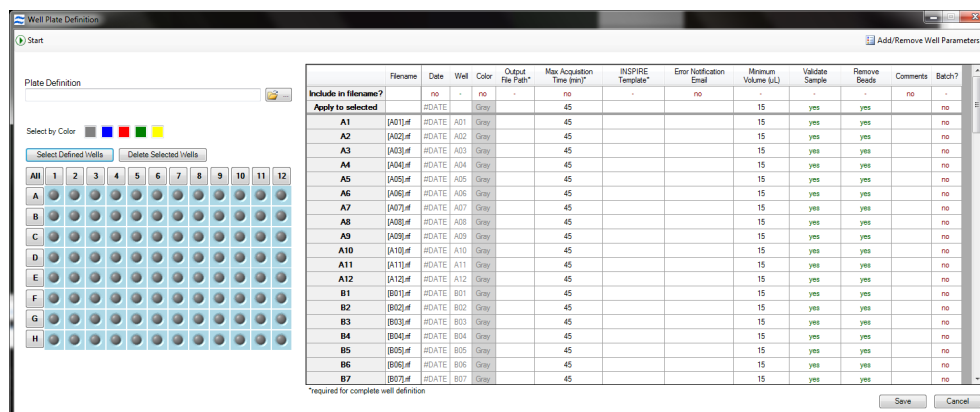 Well Plate Definition
Start
Add/Remove Well Parameters
Plate Definition
...
Select by Color
Select Defined Wells Delete Selected Wells
All 1 2 3 4 5 6 7 8 9 10 11 12
A
B
C
D
E
F
G
H
Filename Date Well Color Output File Path* Max Acquisition Time (min)* INSPIRE Template* Error Notification Email Minimum Volume (uL) Validate Sample Remove Beads Comments Batch?
Include in filename? no - no - no - no - - - no -
Apply to selected #DATE Gray 45 15 yes yes no
A1 [A01].rif #DATE A01 Gray 45 15 yes yes no
A2 [A02].rif #DATE A02 Gray 45 15 yes yes no
A3 [A03].rif #DATE A03 Gray 45 15 yes yes no
A4 [A04].rif #DATE A04 Gray 45 15 yes yes no
A5 [A05].rif #DATE A05 Gray 45 15 yes yes no
A6 [A06].rif #DATE A06 Gray 45 15 yes yes no
A7 [A07].rif #DATE A07 Gray 45 15 yes yes no
A8 [A08].rif #DATE A08 Gray 45 15 yes yes no
A9 [A09].rif #DATE A09 Gray 45 15 yes yes no
A10 [A10].rif #DATE A10 Gray 45 15 yes yes no
A11 [A11].rif #DATE A11 Gray 45 15 yes yes no
A12 [A12].rif #DATE A12 Gray 45 15 yes yes no
B1 [B01].rif #DATE B01 Gray 45 15 yes yes no
B2 [B02].rif #DATE B02 Gray 45 15 yes yes no
B3 [B03].rif #DATE B03 Gray 45 15 yes yes no
B4 [B04].rif #DATE B04 Gray 45 15 yes yes no
B5 [B05].rif #DATE B05 Gray 45 15 yes yes no
B6 [B06].rif #DATE B06 Gray 45 15 yes yes no
B7 [B07].rif #DATE B07 Gray 45 15 yes yes no
*required for complete well definition
Save Cancel